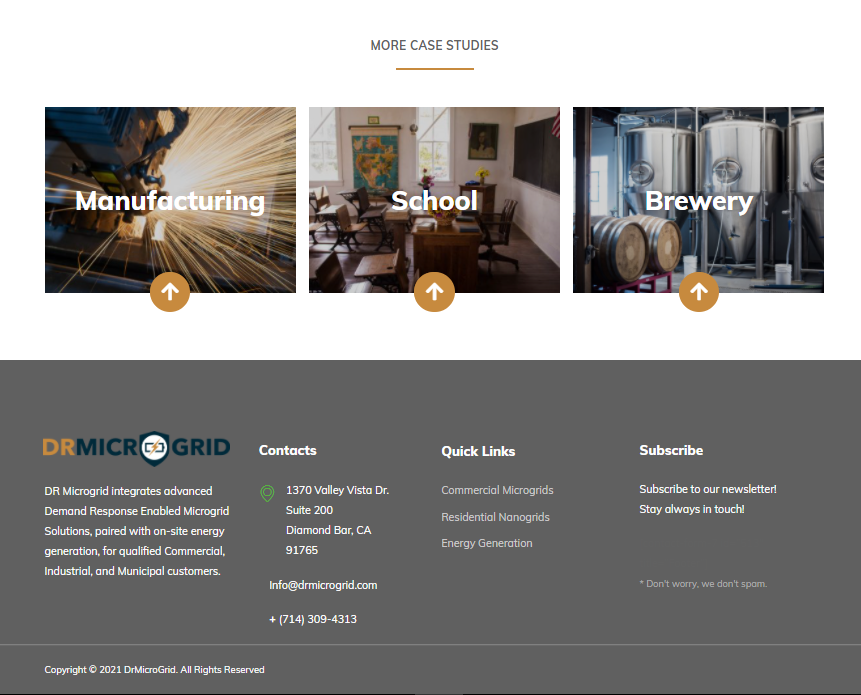 MORE CASE STUDIES
Manufacturing
School
Brewery
DRMICROGRID
DR Microgrid integrates advanced
Demand Response Enabled Microgrid
Solutions, paired with on-site energy
generation, for qualified Commercial,
Industrial, and Municipal customers.
Contacts
1370 Valley Vista Dr.
Suite 200
Diamond Bar, CA
91765
Info@drmicrogrid.com
+ (714) 309-4313
Quick Links
Commercial Microgrids
Residential Nanogrids
Energy Generation
Subscribe
Subscribe to our newsletter!
Stay always in touch!
* Don't worry, we don't spam.
Copyright © 2021 DrMicroGrid. All Rights Reserved